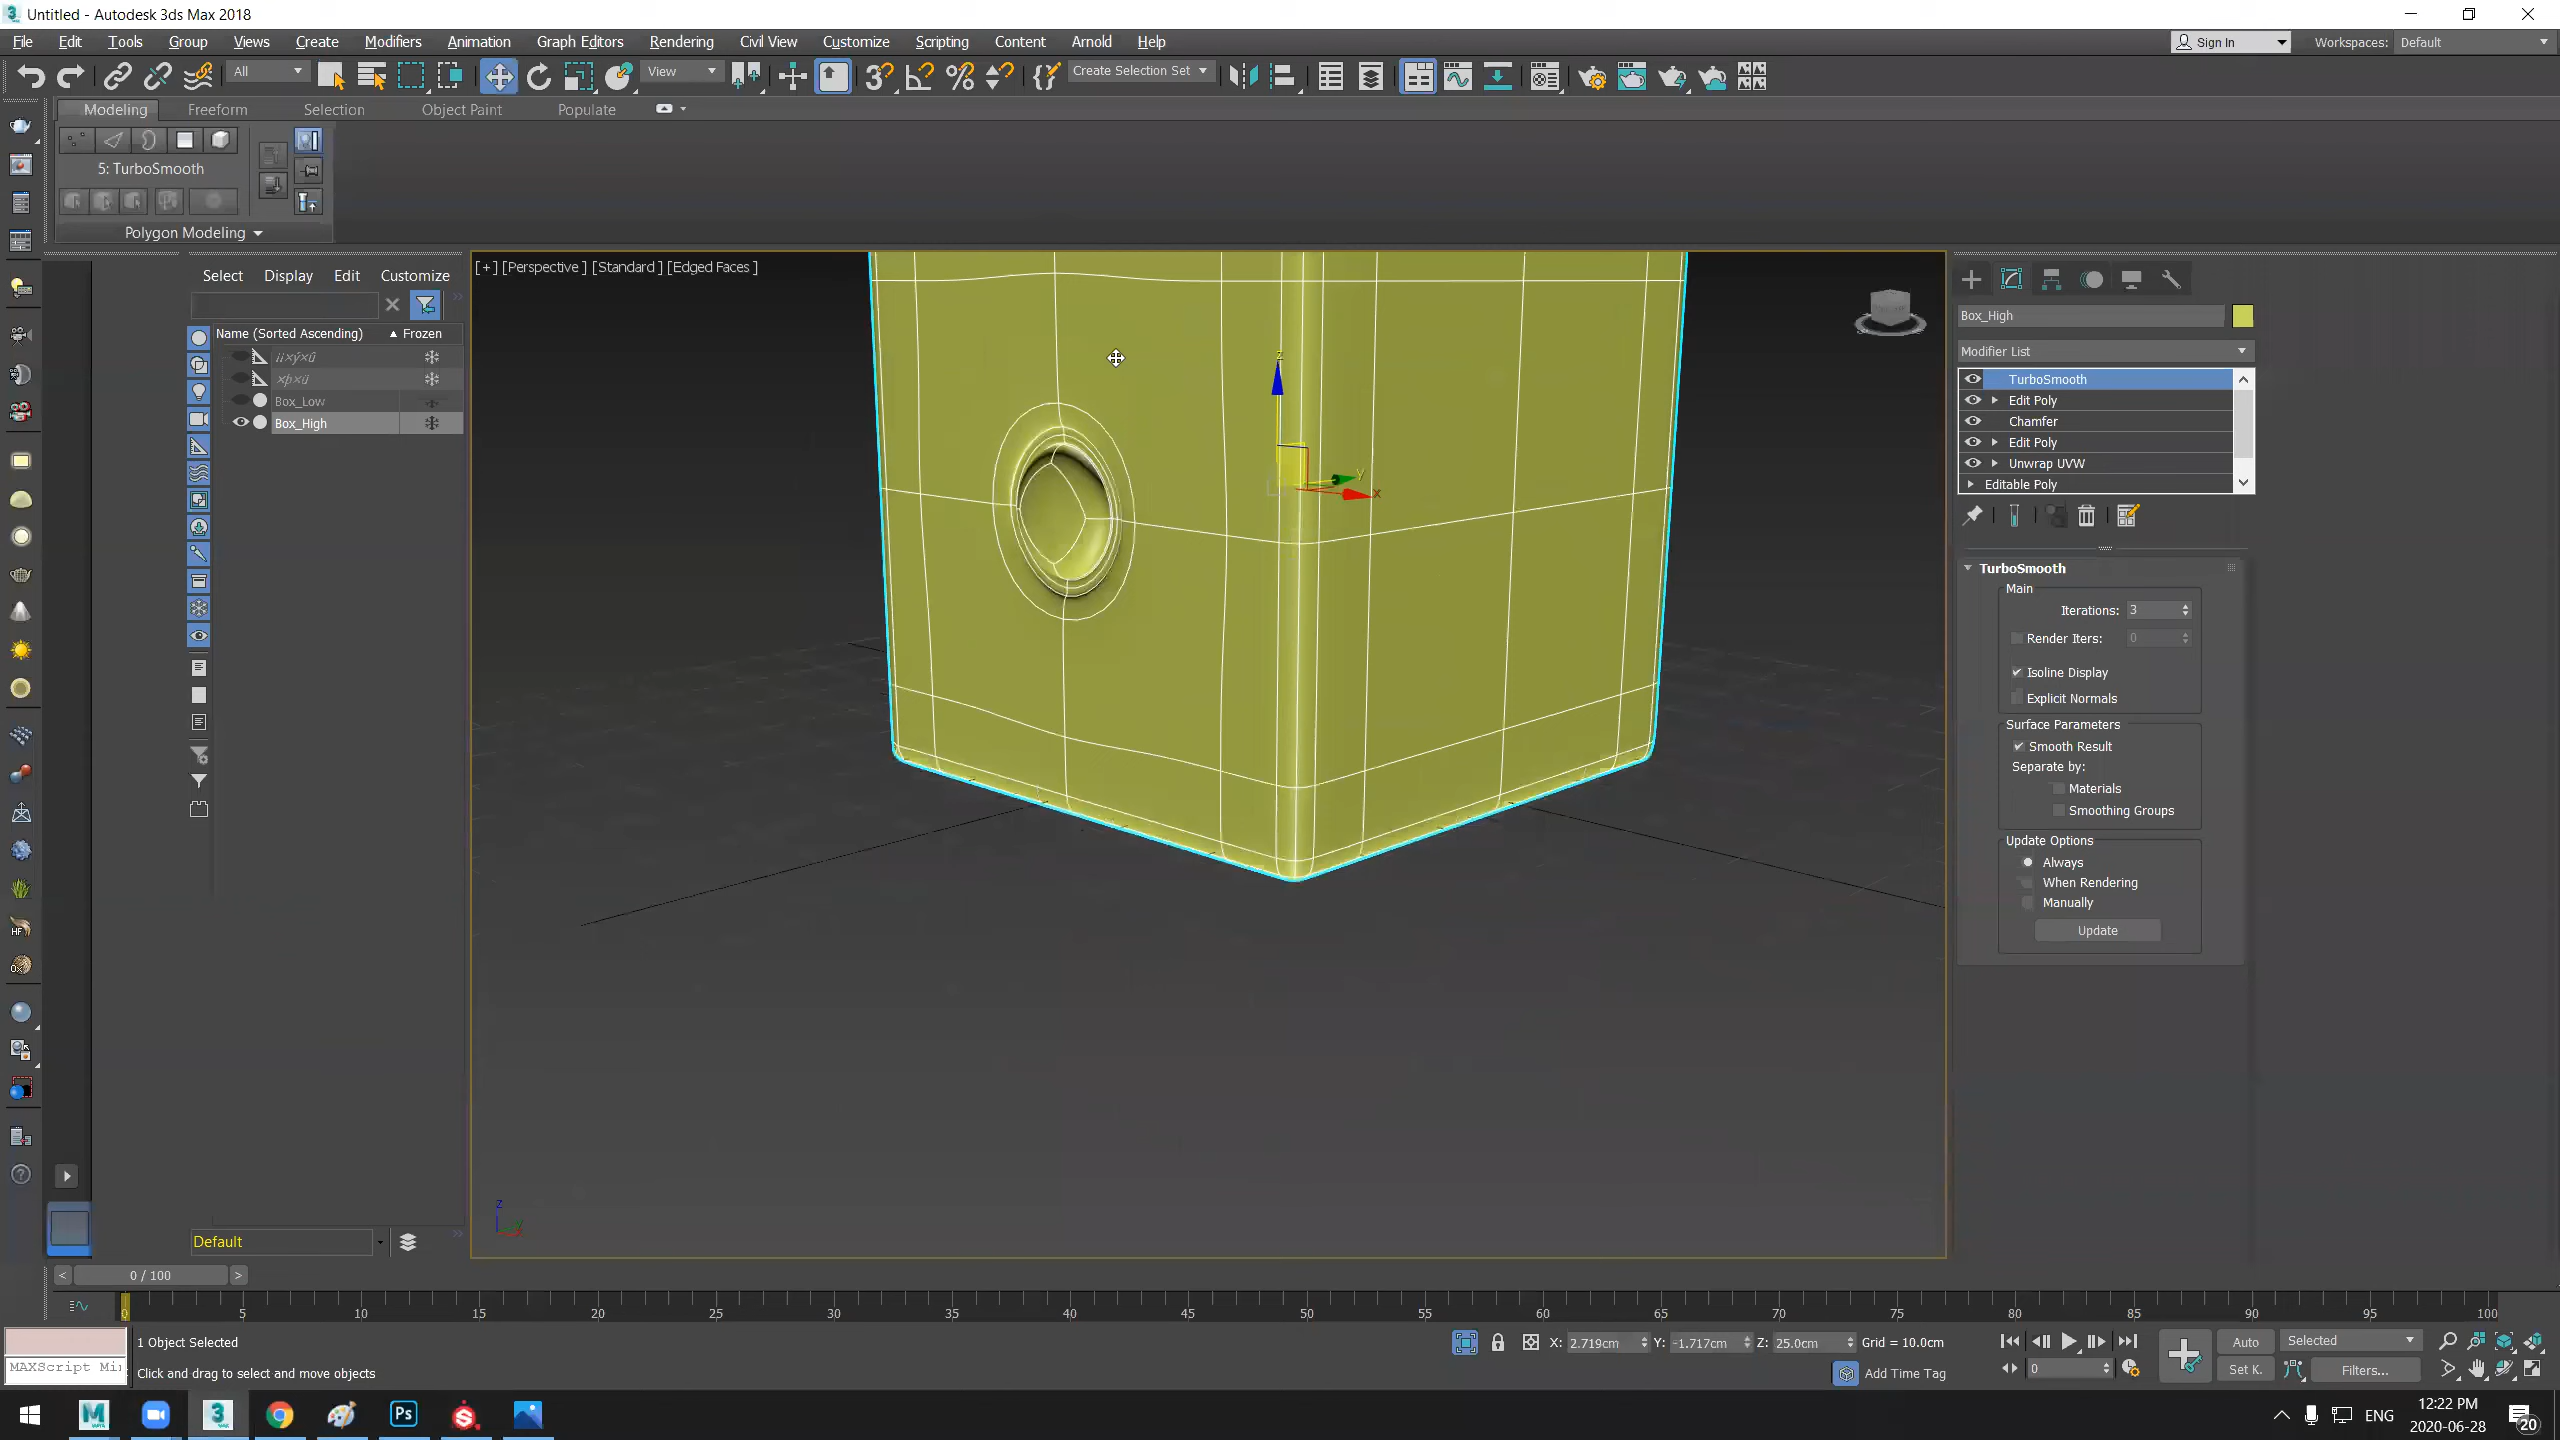 Untitled - Autodesk 3ds Max 2018
File Edit Tools Group Views Create Modifiers Animation Graph Editors Rendering Civil View Customize Scripting Content Arnold Help
Sign In Workspaces: Default
All View Create Selection Set
Modeling Freeform Selection Object Paint Populate
5: TurboSmooth
Polygon Modeling
Select Display Edit Customize
Name (Sorted Ascending) Frozen
Box_Low
Box_High
[+] [Perspective ] [Standard ] [Edged Faces ]
z
y
x
Box_High
Modifier List
TurboSmooth
Edit Poly
Chamfer
Edit Poly
Unwrap UVW
Editable Poly
TurboSmooth
Main
Iterations: 3
Render Iters: 0
Isoline Display
Explicit Normals
Surface Parameters
Smooth Result
Separate by:
Materials
Smoothing Groups
Update Options
Always
When Rendering
Manually
Update
z
Default
< 0 / 100 >
0 5 10 15 20 25 30 35 40 45 50 55 60 65 70 75 80 85 90 95 100
1 Object Selected
X: 2.719cm Y: -1.717cm Z: 25.0cm Grid = 10.0cm
Auto Selected
MAXScript Mi
Click and drag to select and move objects
Add Time Tag
0
Set K. Filters...
ENG
12:22 PM
2020-06-28
20